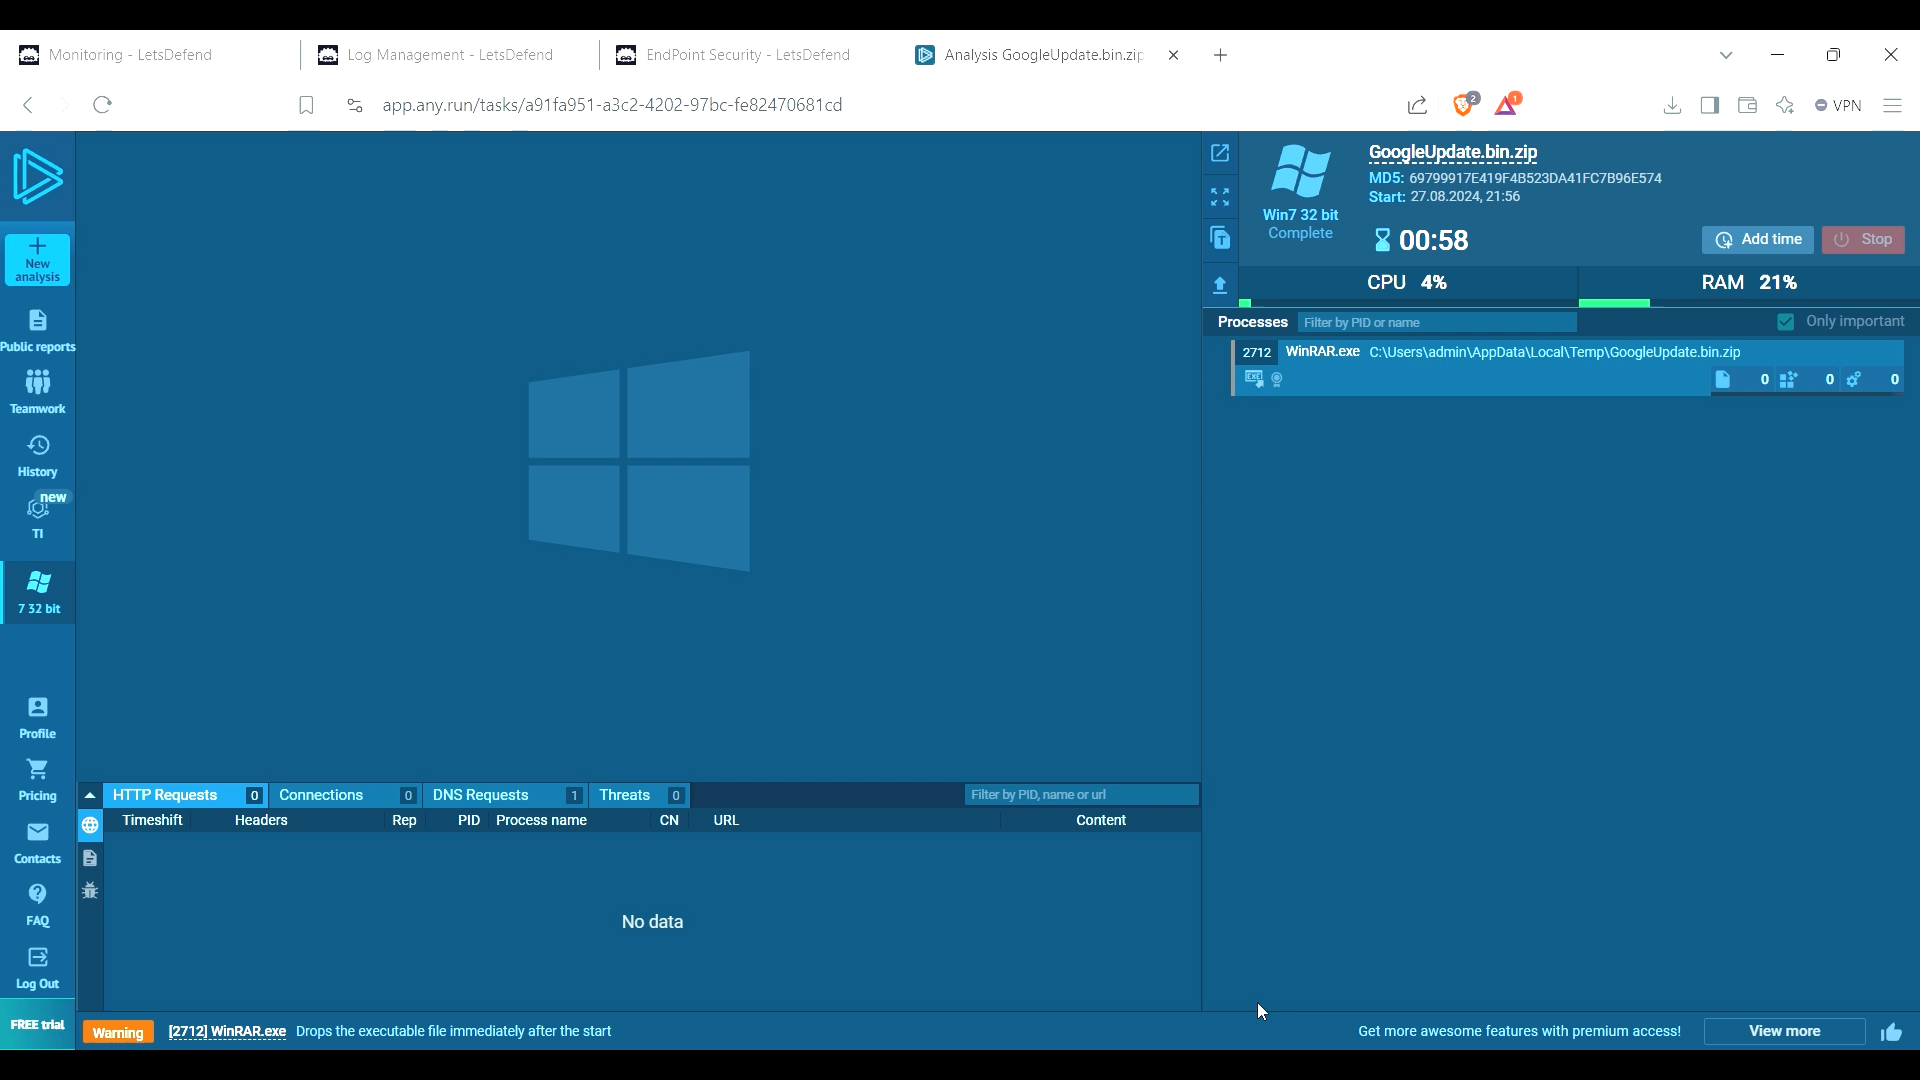 Monitoring - LetsDefend
Log Management - LetsDefend
EndPoint Security - LetsDefend
Analysis GoogleUpdate.bin.zip
app.any.run/tasks/a91fa951-a3c2-4202-97bc-fe82470681cd
2
1
VPN
New
analysis
Public reports
Teamwork
History
new
TI
7 32 bit
Profile
Pricing
Contacts
FAQ
Log Out
FREE trial
Win7 32 bit
Complete
GoogleUpdate.bin.zip
MD5: 69799917E419F4B523DA41FC7B96E574
Start: 27.08.2024, 21:56
00:58
Add time
Stop
CPU 4%
RAM 21%
Processes
Filter by PID or name
Only important
2712 WinRAR.exe C:\Users\admin\AppData\Local\Temp\GoogleUpdate.bin.zip
EXE
0 0 0
HTTP Requests 0 Connections 0 DNS Requests 1 Threats 0
Filter by PID, name or url
Timeshift Headers Rep PID Process name CN URL Content
No data
Warning [2712] WinRAR.exe Drops the executable file immediately after the start
Get more awesome features with premium access! View more